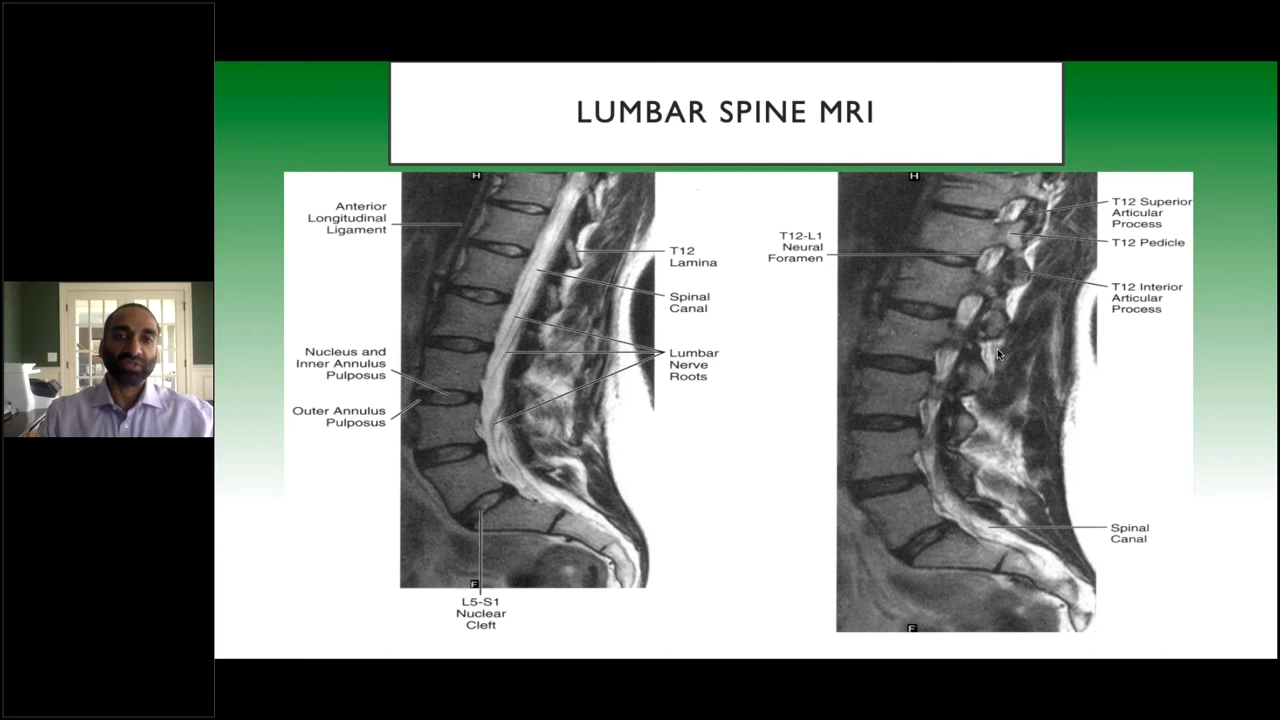 LUMBAR SPINE MRI
H
Anterior
Longitudinal
Ligament
T12
Lamina
Spinal
Canal
Lumbar
Nerve
Roots
Nucleus and
Inner Annulus
Pulposus
Outer Annulus
Pulposus
F
L5-S1
Nuclear
Cleft
H
T12 Superior
Articular
Process
T12 Pedicle
T12-L1
Neural
Foramen
T12 Interior
Articular
Process
Spinal
Canal
F